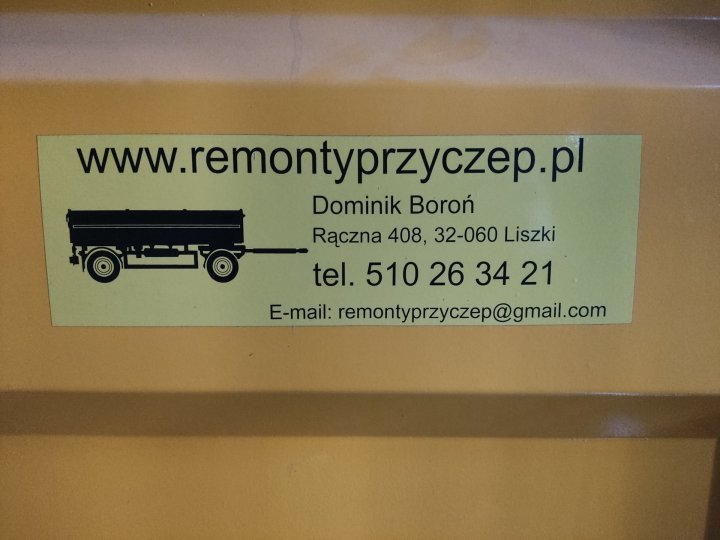 www.remontyprzyczep.pl
Dominik Boroń
Rączna 408, 32-060 Liszki
tel. 510 26 34 21
E-mail: remontyprzyczep@gmail.com